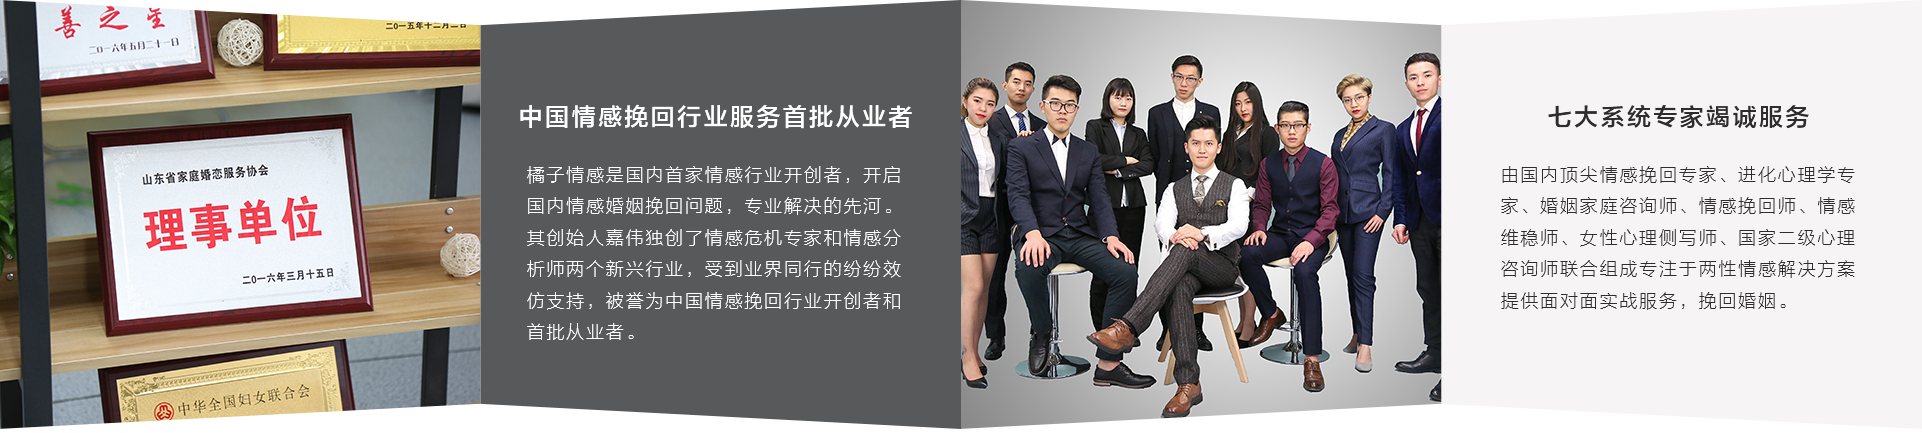 善之至
二〇一六年五月二十一日
二〇一五年十二月二日
山东省家庭婚恋服务协会
理事单位
二〇一六年三月十五日
中华全国妇女联合会
中国情感挽回行业服务首批从业者
橘子情感是国内首家情感行业开创者，开启
国内情感婚姻挽回问题，专业解决的先河。
其创始人嘉伟独创了情感危机专家和情感分
析师两个新兴行业，受到业界同行的纷纷效
仿支持，被誉为中国情感挽回行业开创者和
首批从业者。
七大系统专家竭诚服务
由国内顶尖情感挽回专家、进化心理学专
家、婚姻家庭咨询师、情感挽回师、情感
维稳师、女性心理侧写师、国家二级心理
咨询师联合组成专注于两性情感解决方案
提供面对面实战服务，挽回婚姻。